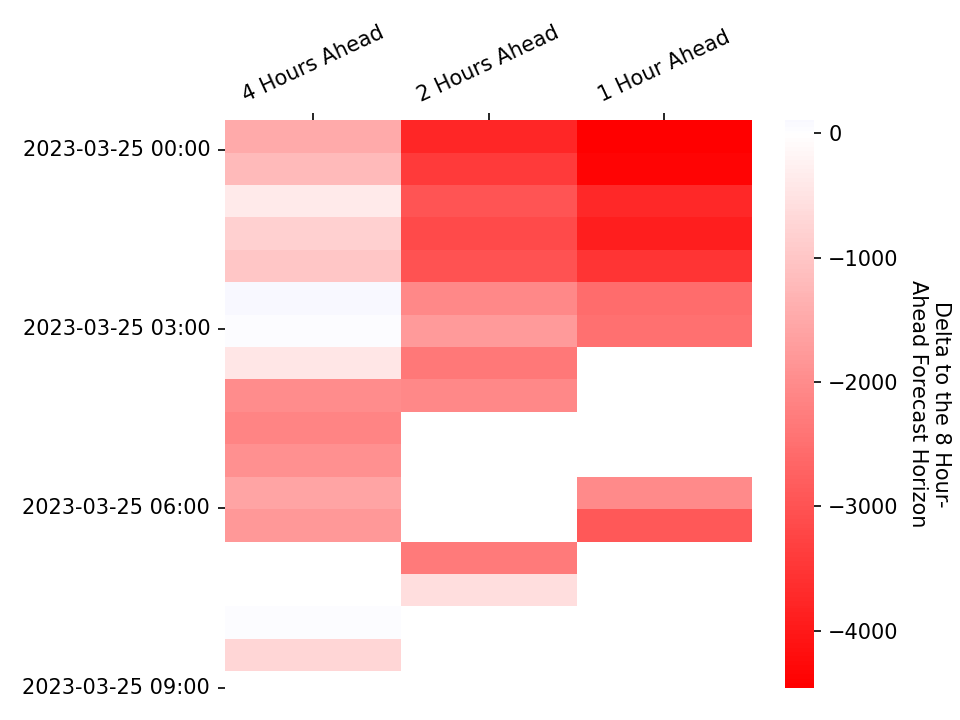 4 Hours Ahead
2 Hours Ahead
1 Hour Ahead
2023-03-25 00:00
2023-03-25 03:00
2023-03-25 06:00
2023-03-25 09:00
0
−1000
−2000
−3000
−4000
Delta to the 8 Hour-
Ahead Forecast Horizon